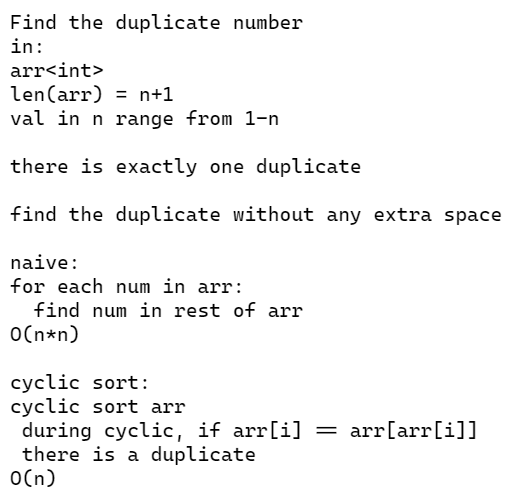 Find the duplicate number
in:
arr<int>
len(arr) = n+1
val in n range from 1-n

there is exactly one duplicate

find the duplicate without any extra space

naive:
for each num in arr:
  find num in rest of arr
O(n*n)

cyclic sort:
cyclic sort arr
 during cyclic, if arr[i] == arr[arr[i]]
 there is a duplicate
O(n)